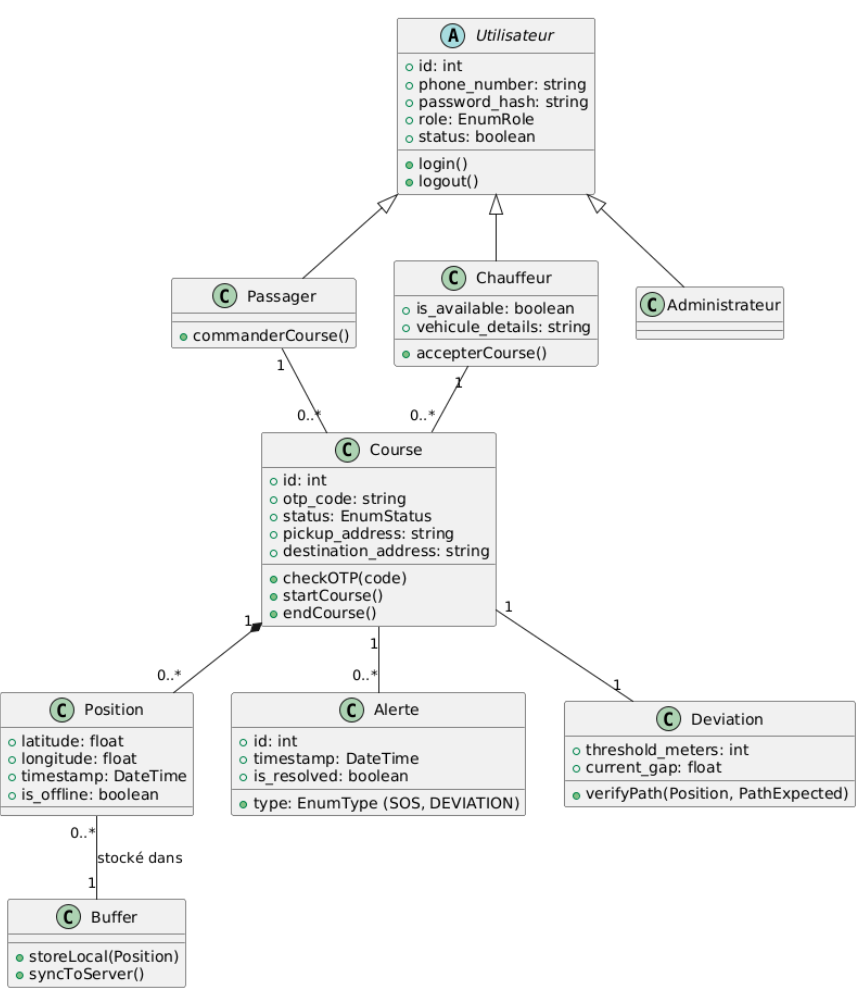 A Utilisateur
id: int
phone_number: string
password_hash: string
role: EnumRole
status: boolean
login()
logout()
C Passager
commanderCourse()
C Chauffeur
is_available: boolean
vehicule_details: string
accepterCourse()
C Administrateur
1
0..*
1
0..*
C Course
id: int
otp_code: string
status: EnumStatus
pickup_address: string
destination_address: string
checkOTP(code)
startCourse()
endCourse()
1
0..*
1
0..*
1
1
C Position
latitude: float
longitude: float
timestamp: DateTime
is_offline: boolean
C Alerte
id: int
timestamp: DateTime
is_resolved: boolean
type: EnumType (SOS, DEVIATION)
C Deviation
threshold_meters: int
current_gap: float
verifyPath(Position, PathExpected)
0..*
stocké dans
1
C Buffer
storeLocal(Position)
syncToServer()